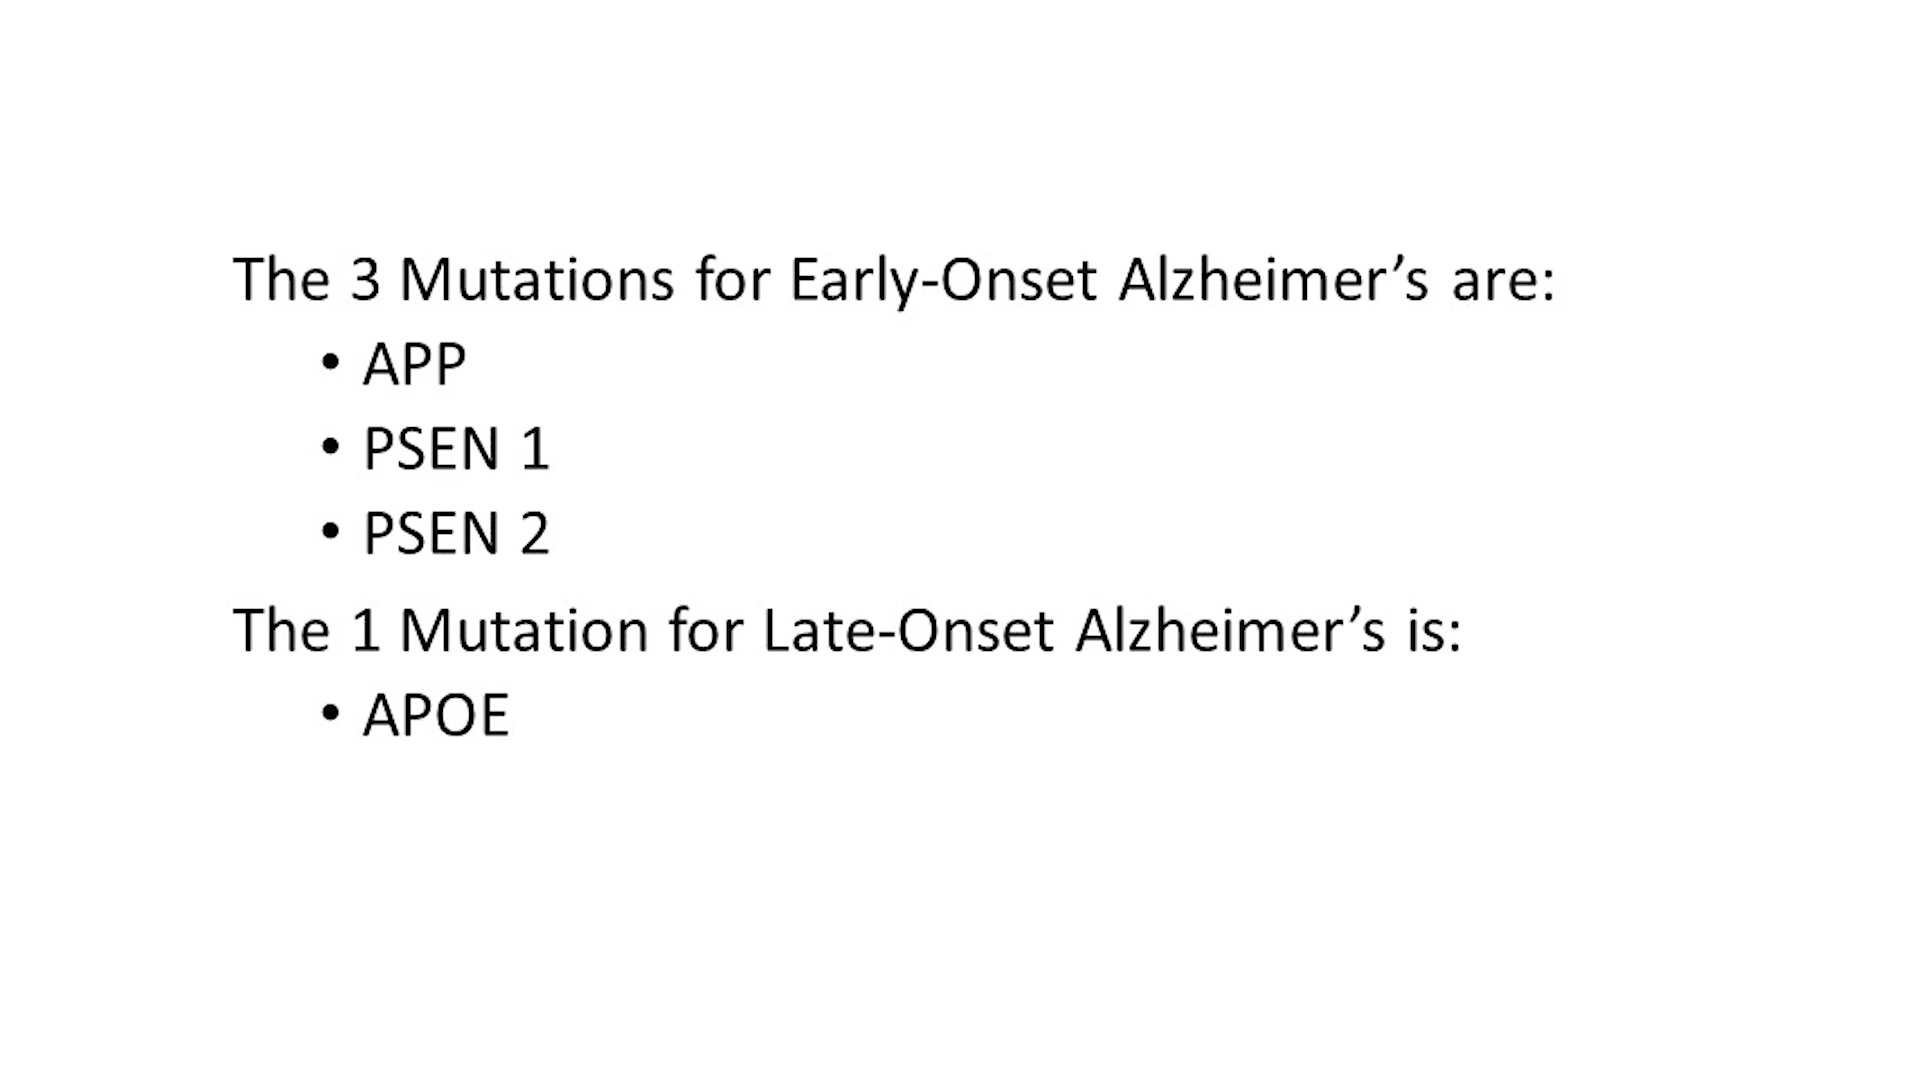 The 3 Mutations for Early-Onset Alzheimer’s are:
• APP
• PSEN 1
• PSEN 2
The 1 Mutation for Late-Onset Alzheimer’s is:
• APOE